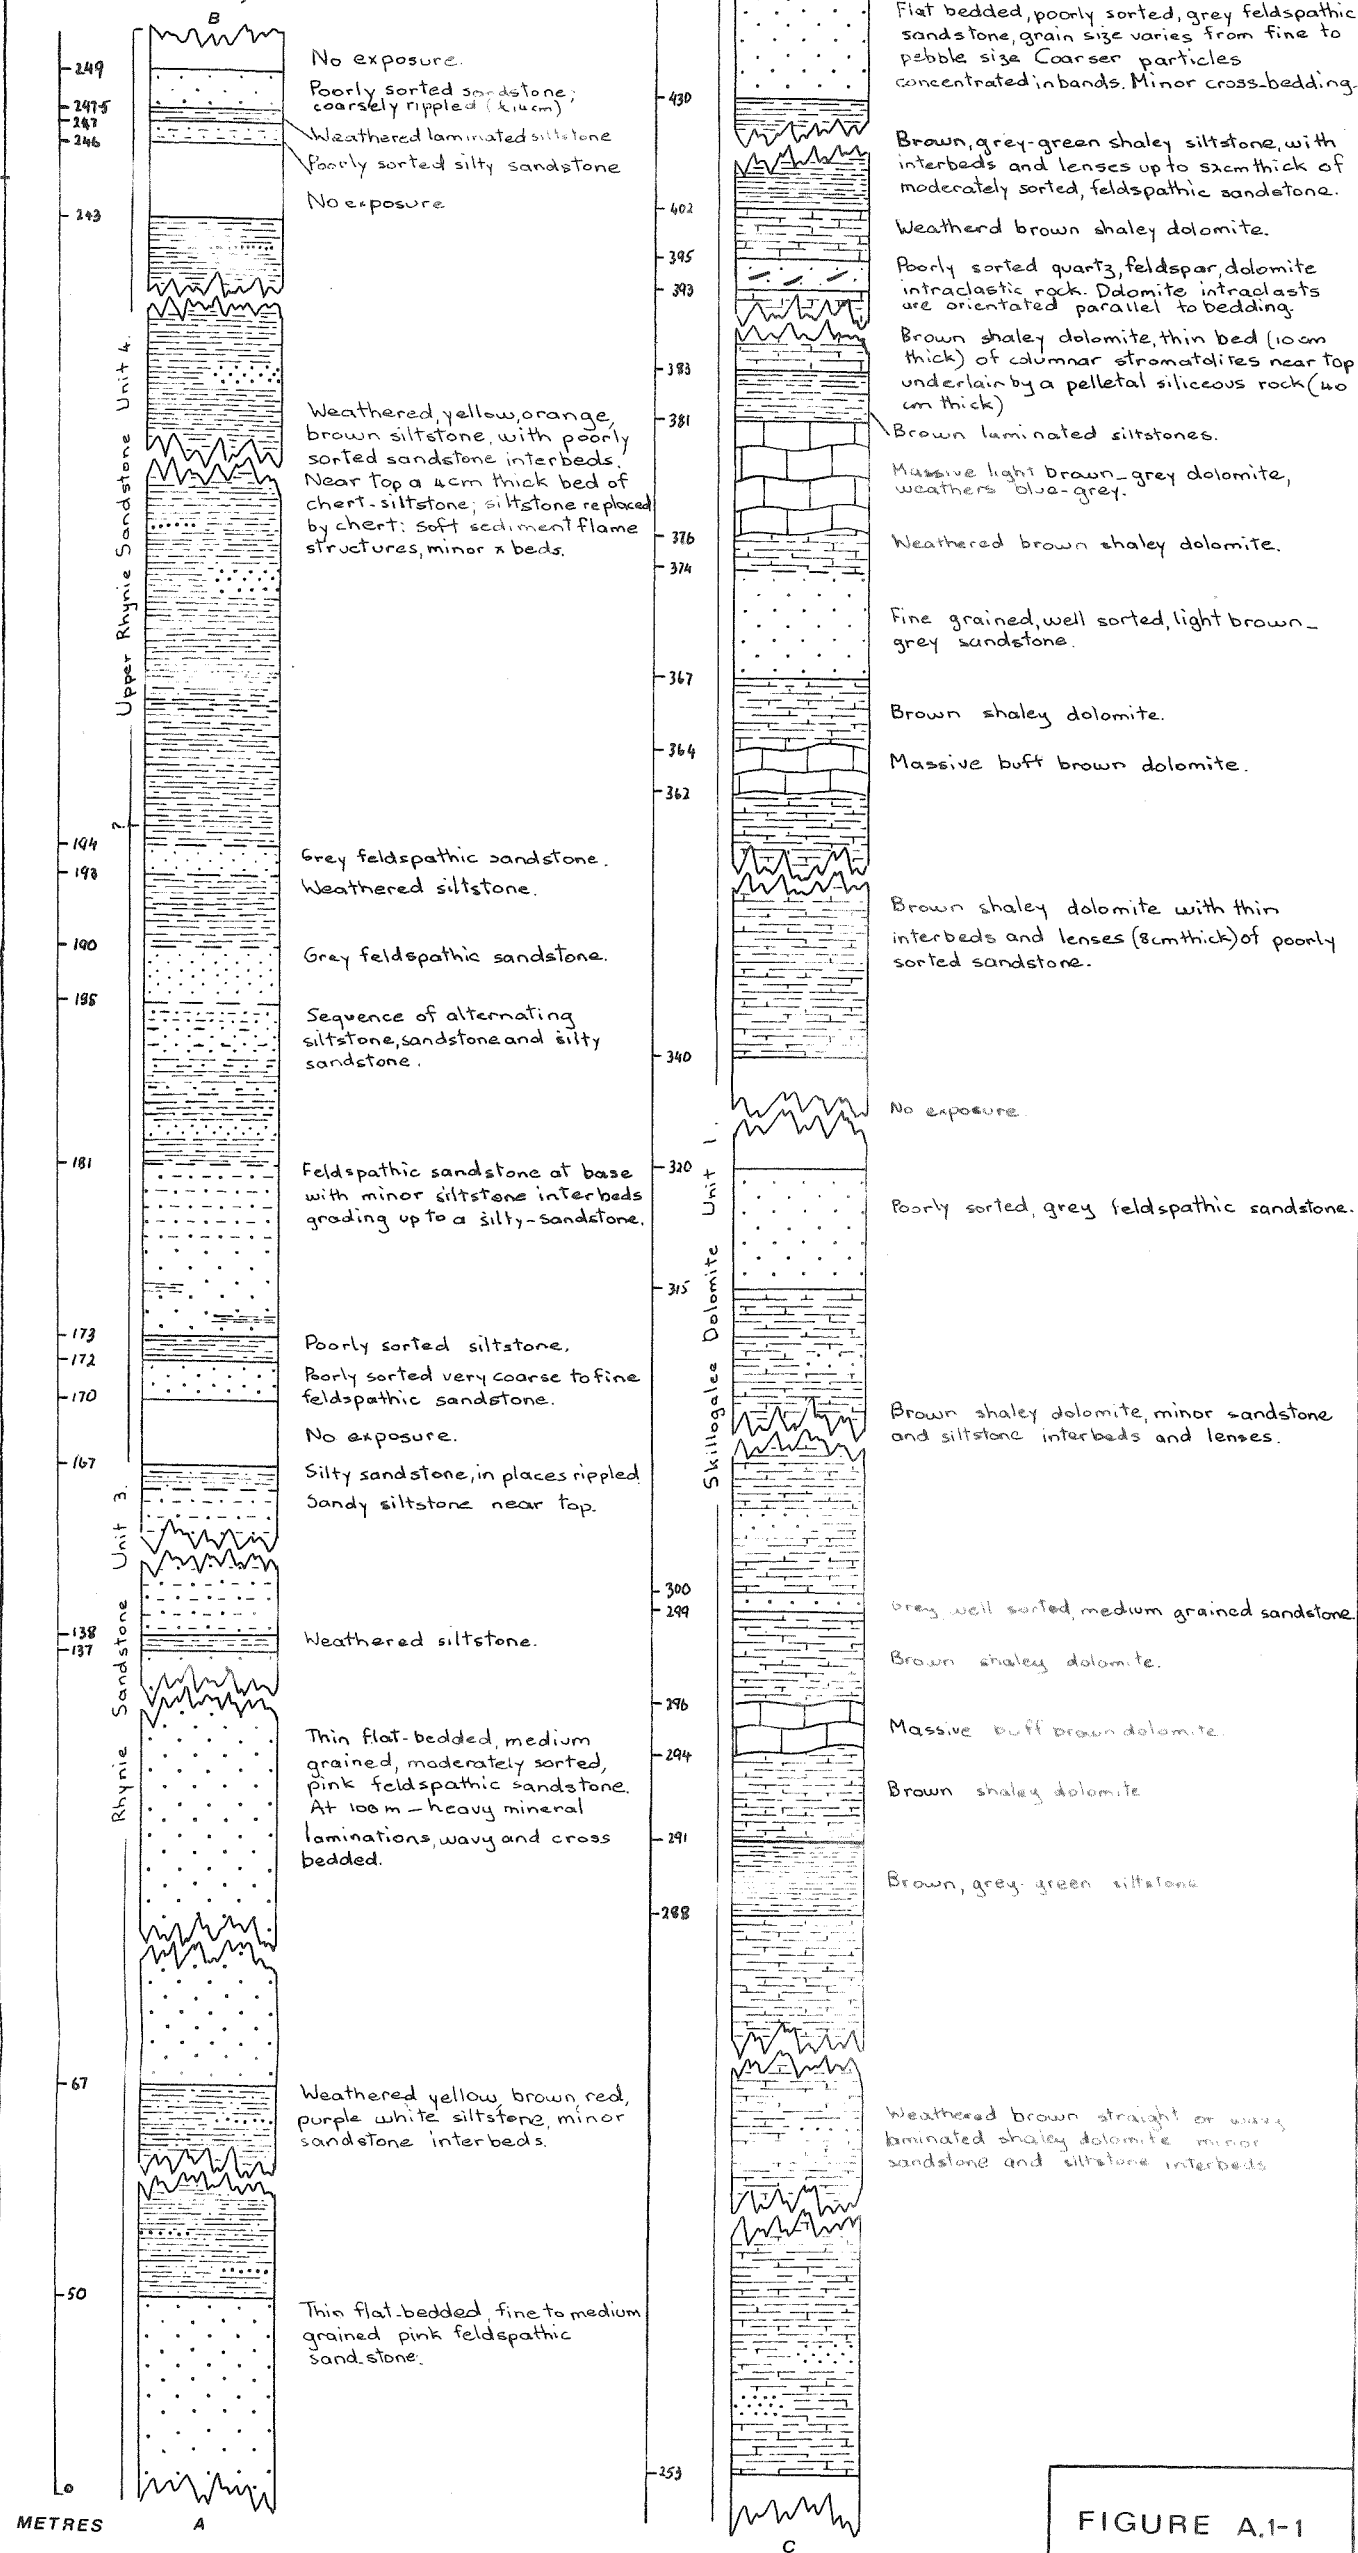 B
249
247·5
247
246
243
No exposure.
Poorly sorted sandstone;
coarsely rippled
Weathered laminated siltstone
Poorly sorted silty sandstone
No exposure
Upper Rhynie Sandstone Unit 4.
Weathered, yellow, orange,
brown siltstone, with poorly
sorted sandstone interbeds.
Near top a 4cm thick bed of
chert-siltstone; siltstone replaced
by chert: soft sediment flame
structures, minor x beds.
?
194
193
190
Grey feldspathic sandstone.
Weathered siltstone.
Grey feldspathic sandstone.
Sequence of alternating
siltstone, sandstone and silty
sandstone.
181
Feldspathic sandstone at base
with minor siltstone interbeds
grading up to a silty-sandstone.
173
172
170
167
Poorly sorted siltstone.
Poorly sorted very coarse to fine
feldspathic sandstone.
No exposure.
Silty sandstone, in places rippled
Sandy siltstone near top.
Rhynie Sandstone Unit 3.
138
137
Weathered siltstone.
Thin flat-bedded, medium
grained, moderately sorted,
pink feldspathic sandstone.
At 100m – heavy mineral
laminations, wavy and cross
bedded.
67
Weathered yellow, brown, red,
purple white siltstone, minor
sandstone interbeds.
50
Thin flat-bedded, fine to medium
grained pink feldspathic
sandstone.
0
METRES
A
Flat bedded, poorly sorted, grey feldspathic
sandstone, grain size varies from fine to
pebble size Coarser particles
concentrated in bands. Minor cross-bedding.
430
Brown, grey-green shaley siltstone, with
interbeds and lenses up to 52cm thick of
moderately sorted, feldspathic sandstone.
402
Weatherd brown shaley dolomite.
395
Poorly sorted quartz, feldspar, dolomite
intraclastic rock. Dolomite intraclasts
are orientated parallel to bedding.
393
Brown shaley dolomite, thin bed (10 cm
thick) of columnar stromatolites near top
underlain by a pelletal siliceous rock (40
cm thick)
383
381
Brown laminated siltstones.
Massive light brown-grey dolomite,
weathers blue-grey.
376
Weathered brown shaley dolomite.
374
Fine grained, well sorted, light brown-
grey sandstone.
367
Brown shaley dolomite.
364
Massive buff brown dolomite.
362
Brown shaley dolomite with thin
interbeds and lenses (8cm thick) of poorly
sorted sandstone.
340
No exposure
320
Poorly sorted, grey feldspathic sandstone.
315
Skillogalee Dolomite Unit 1.
Brown shaley dolomite, minor sandstone
and siltstone interbeds and lenses.
300
299
Grey well sorted, medium grained sandstone
Brown shaley dolomite.
296
Massive buff brown dolomite.
294
Brown shaley dolomite
291
Brown, grey-green siltstone
288
Weathered brown straight or wavy
laminated shaley dolomite minor
sandstone and siltstone interbeds
253
C
FIGURE A.1-1